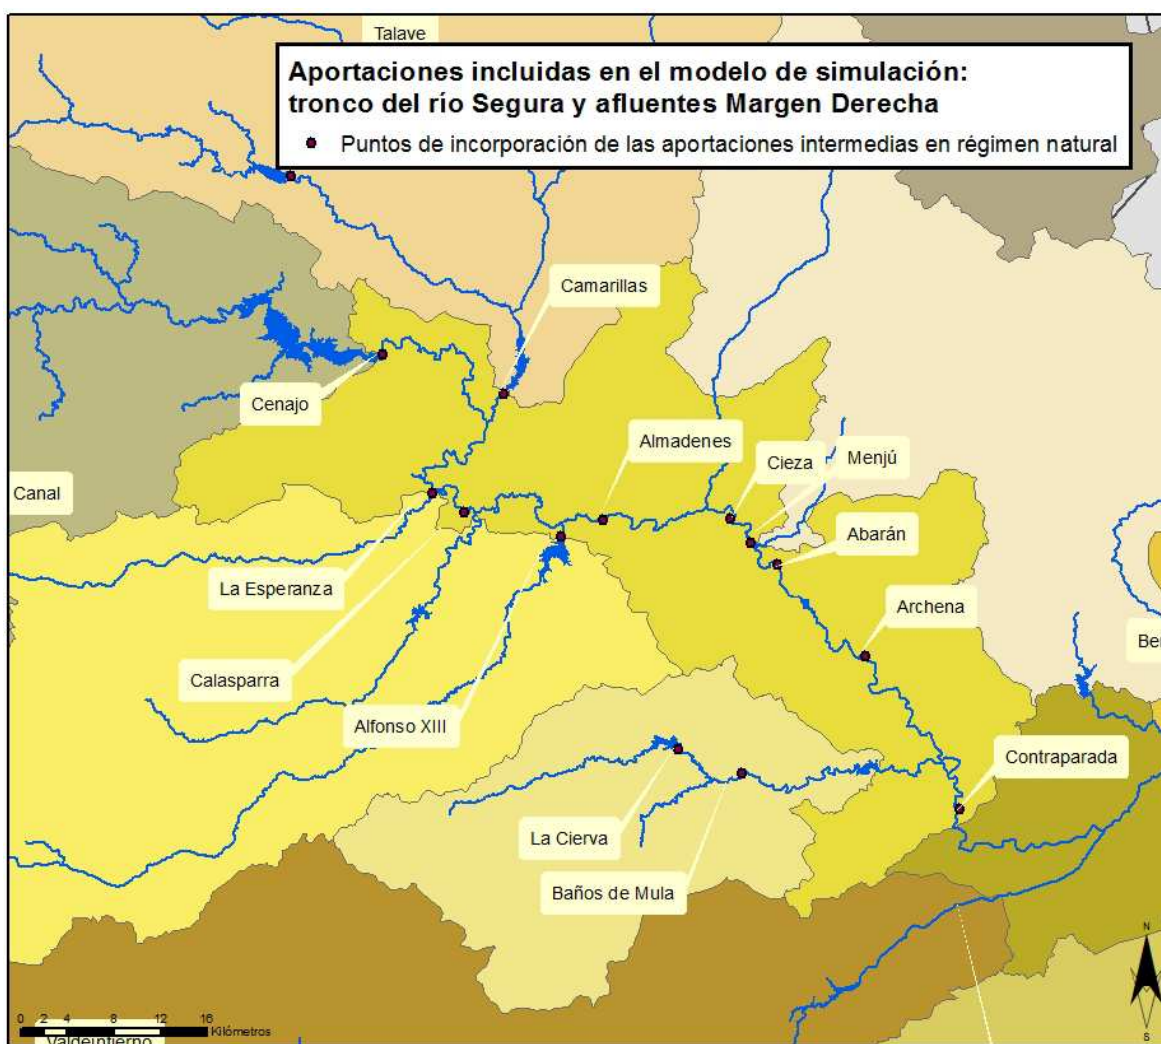 Talave
Aportaciones incluidas en el modelo de simulación:
tronco del río Segura y afluentes Margen Derecha
Puntos de incorporación de las aportaciones intermedias en régimen natural
Camarillas
Cenajo
Almadenes
Cieza
Menjú
Canal
Abarán
La Esperanza
Archena
Calasparra
Alfonso XIII
Contraparada
La Cierva
Baños de Mula
N
S
0 2 4 8 12 16
Kilómetros